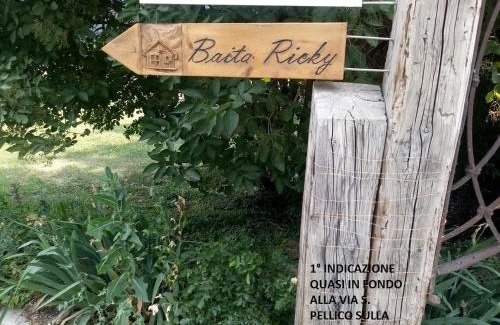 Baita Ricky
1° INDICAZIONE
QUASI IN FONDO
ALLA VIA S.
PELLICO SULLA